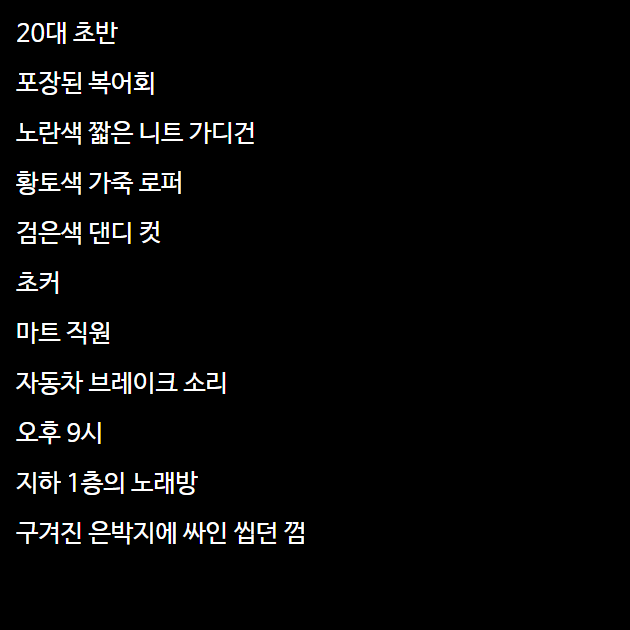 20대 초반
포장된 복어회
노란색 짧은 니트 가디건
황토색 가죽 로퍼
검은색 댄디 컷
초커
마트 직원
자동차 브레이크 소리
오후 9시
지하 1층의 노래방
구겨진 은박지에 싸인 씹던 껌